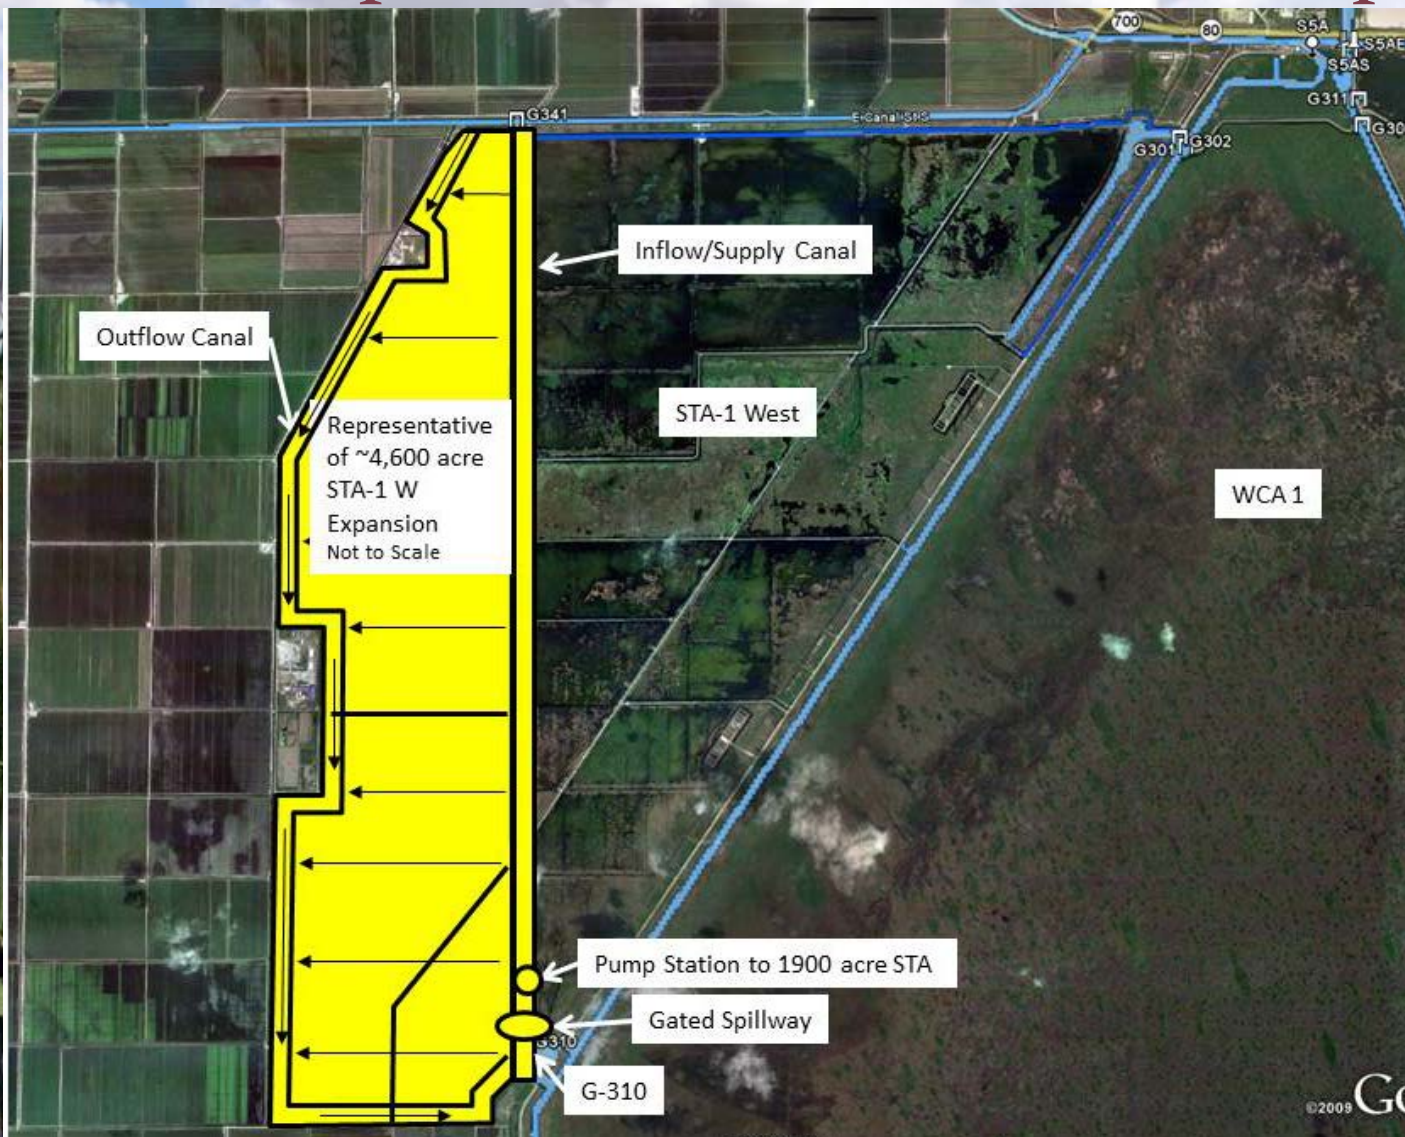 700
80
S5A
S5AE
S5AS
G311
G341
E Canal St S
G301
G302
Inflow/Supply Canal
Outflow Canal
STA-1 West
Representative
of ~4,600 acre
STA-1 W
Expansion
Not to Scale
WCA 1
Pump Station to 1900 acre STA
Gated Spillway
G310
G-310
©2009